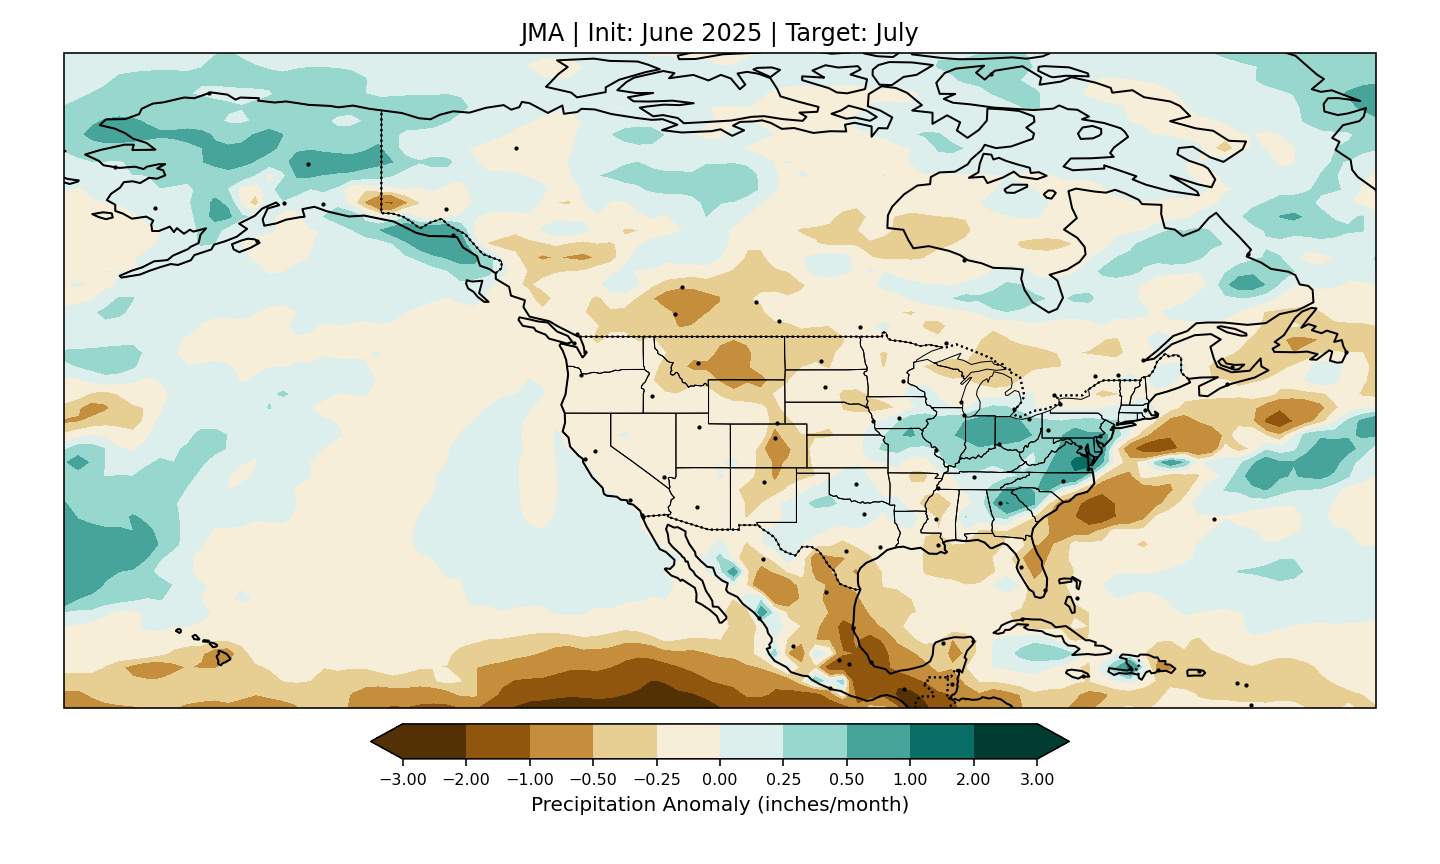 JMA | Init: June 2025 | Target: July
−3.00 −2.00 −1.00 −0.50 −0.25 0.00 0.25 0.50 1.00 2.00 3.00
Precipitation Anomaly (inches/month)